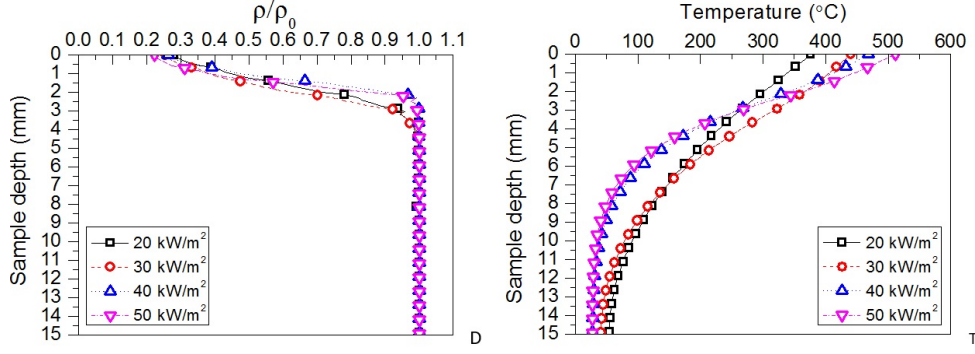 ρ/ρ0
0.0 0.1 0.2 0.3 0.4 0.5 0.6 0.7 0.8 0.9 1.0 1.1
0
1
2
3
4
5
6
7
8
9
10
11
12
13
14
15
Sample depth (mm)
20 kW/m²
30 kW/m²
40 kW/m²
50 kW/m²
D
Temperature (°C)
0 100 200 300 400 500 600
0
1
2
3
4
5
6
7
8
9
10
11
12
13
14
15
Sample depth (mm)
20 kW/m²
30 kW/m²
40 kW/m²
50 kW/m²
T